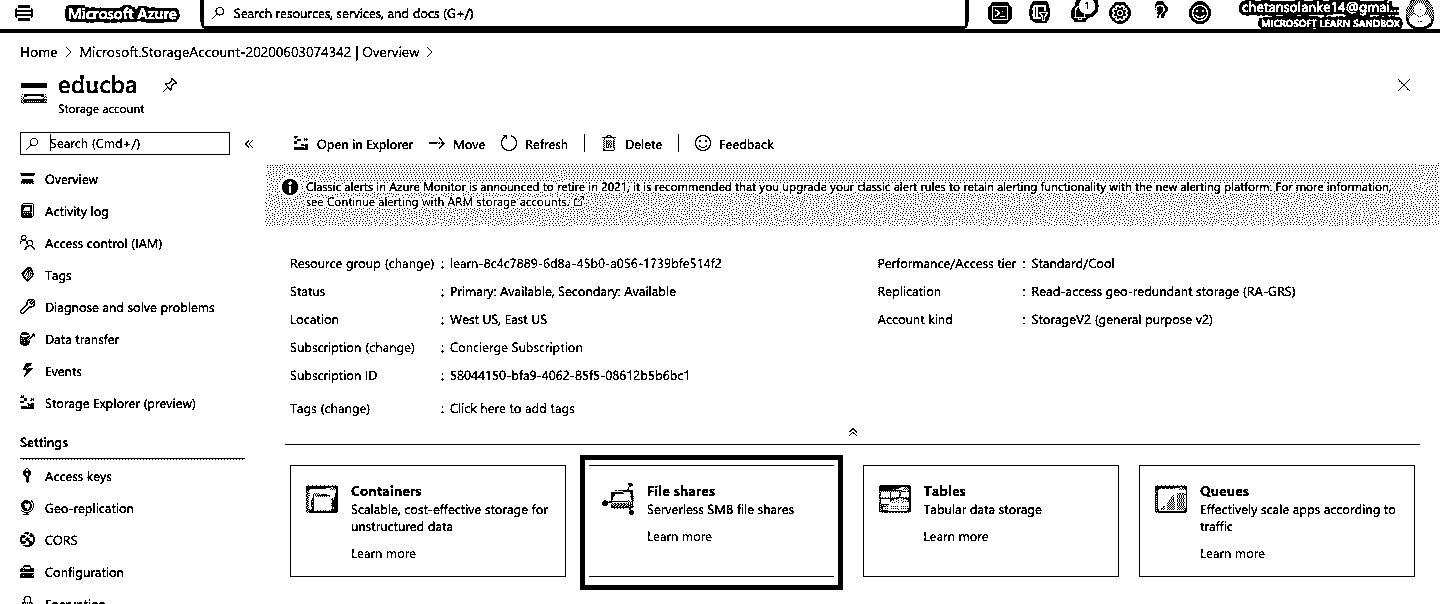 Microsoft Azure
Search resources, services, and docs (G+/)
1
chetansolanke14@gmai...
MICROSOFT LEARN SANDBOX
Home > Microsoft.StorageAccount-20200603074342 | Overview >
educba
Storage account
Search (Cmd+/)
«
Open in Explorer
Move
Refresh
Delete
Feedback
Classic alerts in Azure Monitor is announced to retire in 2021, it is recommended that you upgrade your classic alert rules to retain alerting functionality with the new alerting platform. For more information,
see Continue alerting with ARM storage accounts.
Overview
Activity log
Access control (IAM)
Tags
Diagnose and solve problems
Data transfer
Events
Storage Explorer (preview)
Settings
Access keys
Geo-replication
CORS
Configuration
Encryption
Resource group (change) : learn-8c4c7889-6d8a-45b0-a056-1739bfe514f2
Status : Primary: Available, Secondary: Available
Location : West US, East US
Subscription (change) : Concierge Subscription
Subscription ID : 58044150-bfa9-4062-85f5-08612b5b6bc1
Tags (change) : Click here to add tags
Performance/Access tier : Standard/Cool
Replication : Read-access geo-redundant storage (RA-GRS)
Account kind : StorageV2 (general purpose v2)
Containers
Scalable, cost-effective storage for
unstructured data
Learn more
File shares
Serverless SMB file shares
Learn more
Tables
Tabular data storage
Learn more
Queues
Effectively scale apps according to
traffic
Learn more